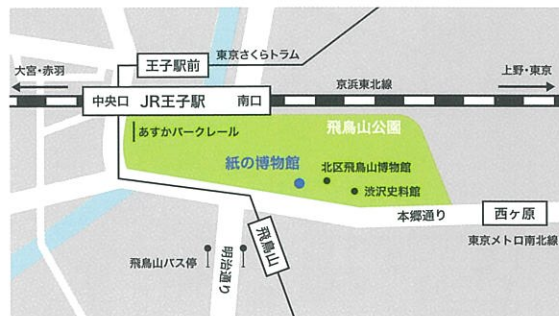 東京さくらトラム
王子駅前
大宮・赤羽
上野・東京
京浜東北線
中央口 JR王子駅 南口
飛鳥山公園
あすかパークレール
紙の博物館
北区飛鳥山博物館
渋沢史料館
本郷通り
西ヶ原
東京メトロ南北線
飛鳥山
飛鳥山バス停
明治通り